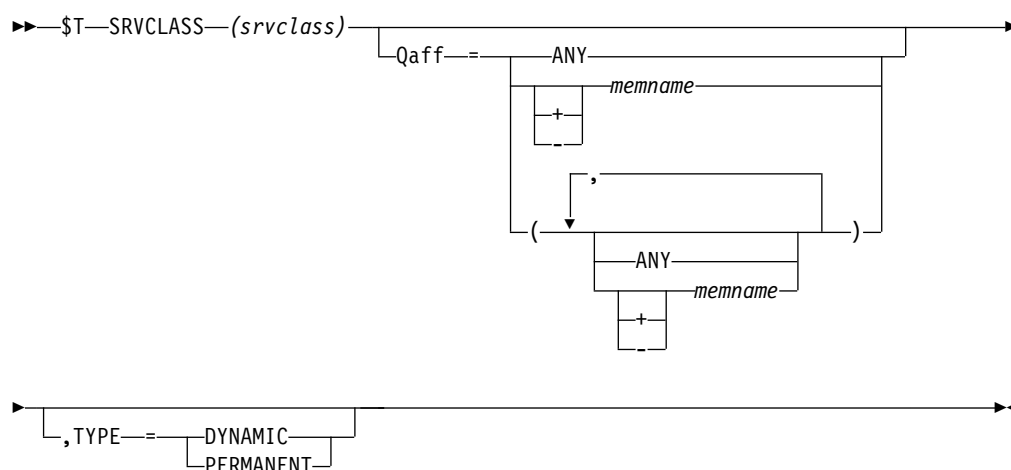 $T SRVCLASS (srvclass)
Qaff = ANY
memname
+
-
,
( )
ANY
memname
+
-
,TYPE = DYNAMIC
PERMANENT